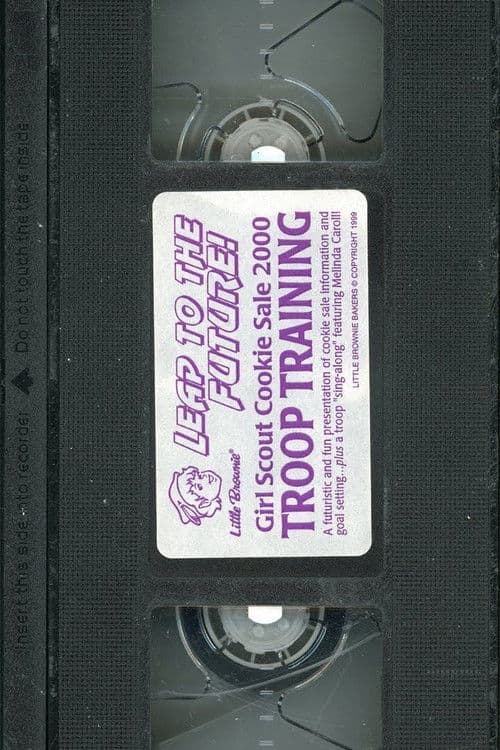 LEAP TO THE
FUTURE!
Little Brownie®
Girl Scout Cookie Sale 2000
TROOP TRAINING
A futuristic and fun presentation of cookie sale information and
goal setting...plus a troop "sing-along" featuring Melinda Caroll!
LITTLE BROWNIE BAKERS © COPYRIGHT 1999
Insert this side into recorder Do not touch the tape inside